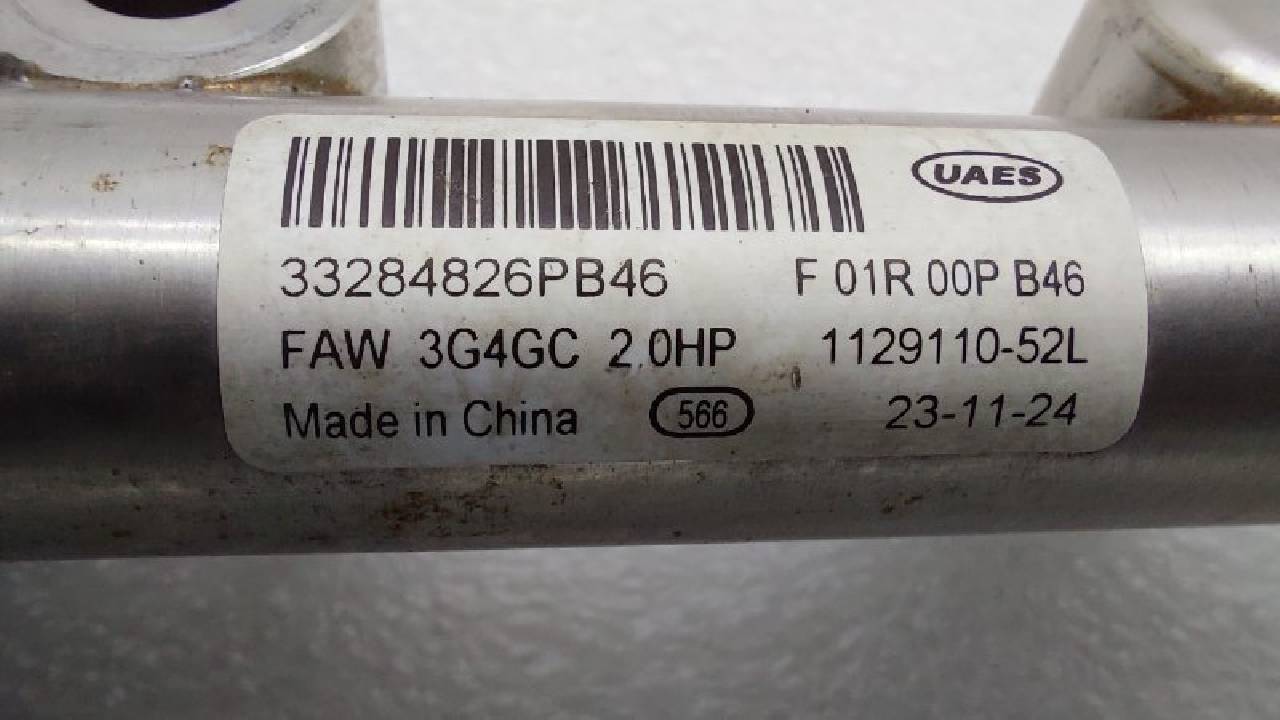 UAES
33284826PB46 F 01R 00P B46
FAW 3G4GC 2.0HP 1129110-52L
Made in China 566 23-11-24